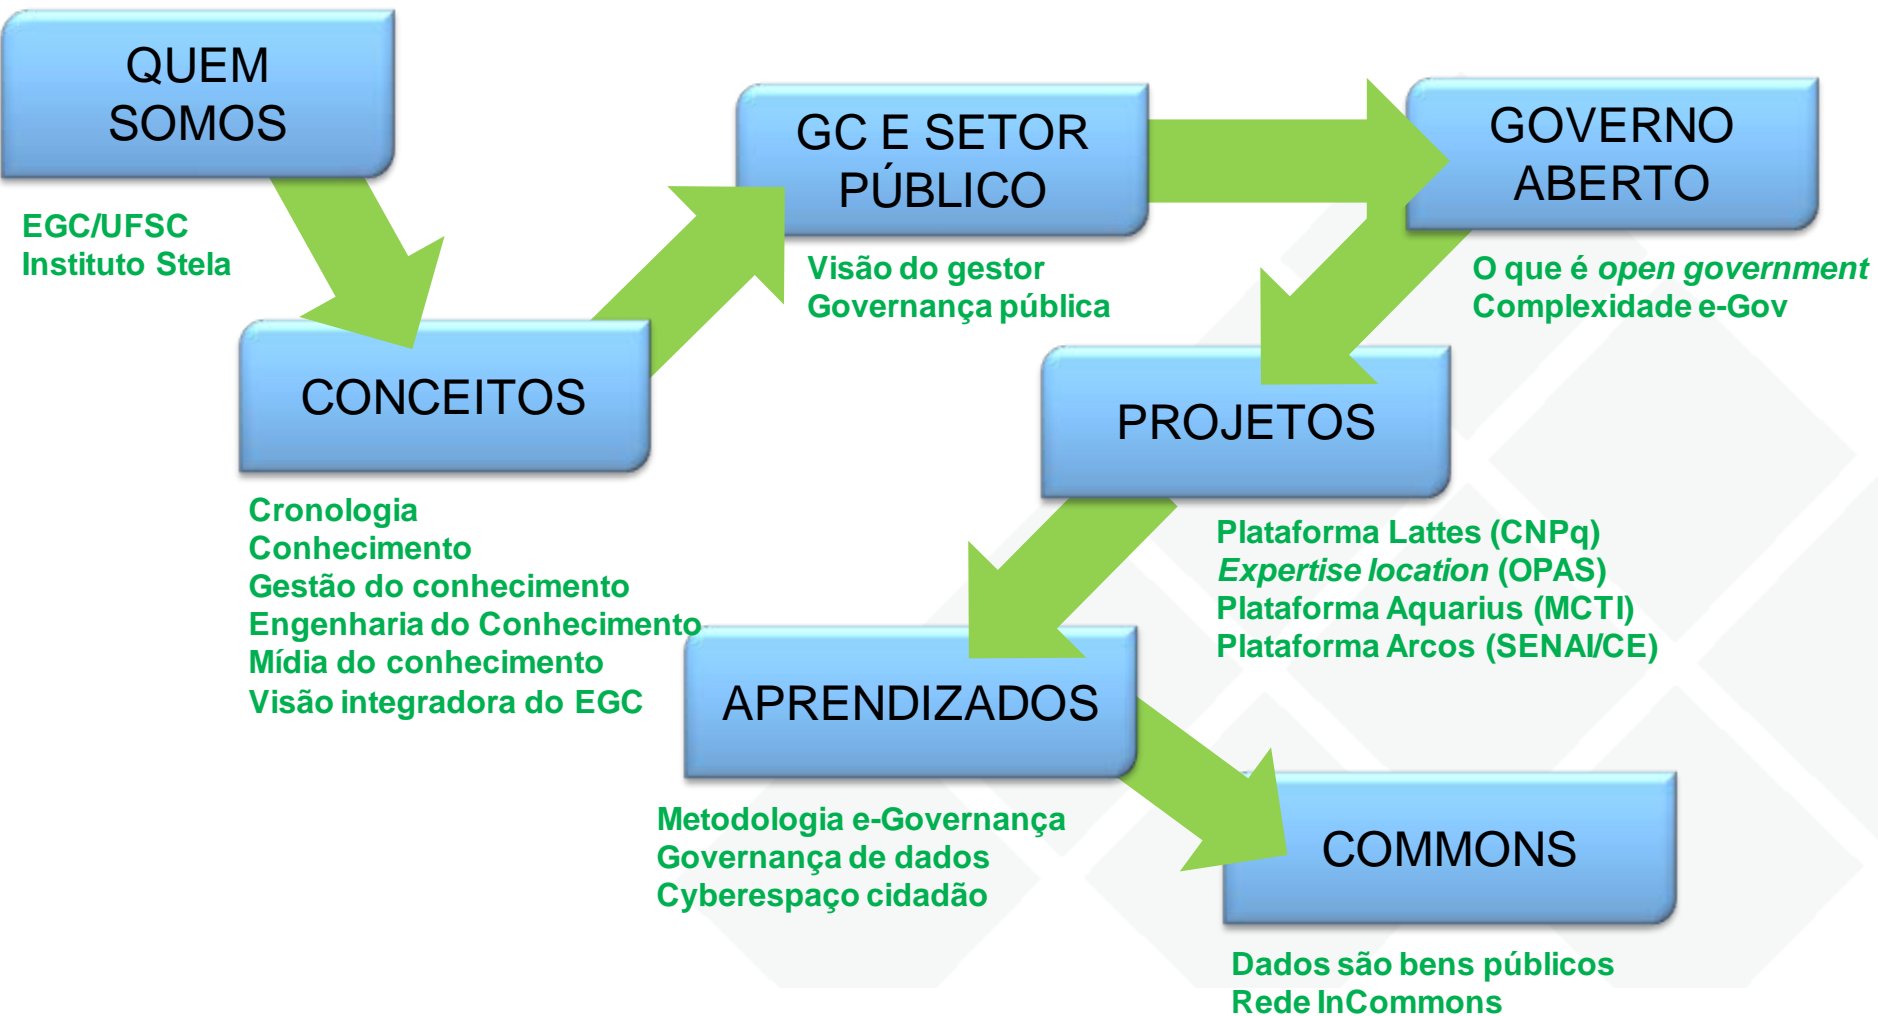 QUEM
SOMOS
EGC/UFSC
Instituto Stela
CONCEITOS
Cronologia
Conhecimento
Gestão do conhecimento
Engenharia do Conhecimento
Mídia do conhecimento
Visão integradora do EGC
GC E SETOR
PÚBLICO
Visão do gestor
Governança pública
GOVERNO
ABERTO
O que é open government
Complexidade e-Gov
PROJETOS
Plataforma Lattes (CNPq)
Expertise location (OPAS)
Plataforma Aquarius (MCTI)
Plataforma Arcos (SENAI/CE)
APRENDIZADOS
Metodologia e-Governança
Governança de dados
Cyberespaço cidadão
COMMONS
Dados são bens públicos
Rede InCommons